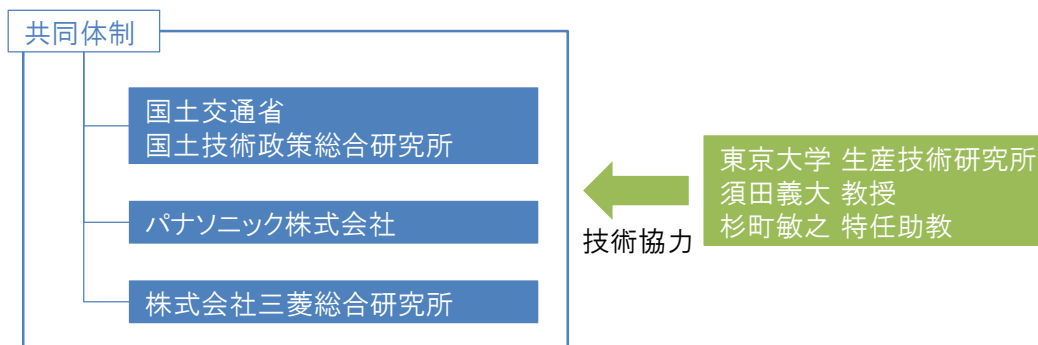 共同体制
国土交通省
国土技術政策総合研究所
パナソニック株式会社
株式会社三菱総合研究所
技術協力
東京大学 生産技術研究所
須田義大 教授
杉町敏之 特任助教